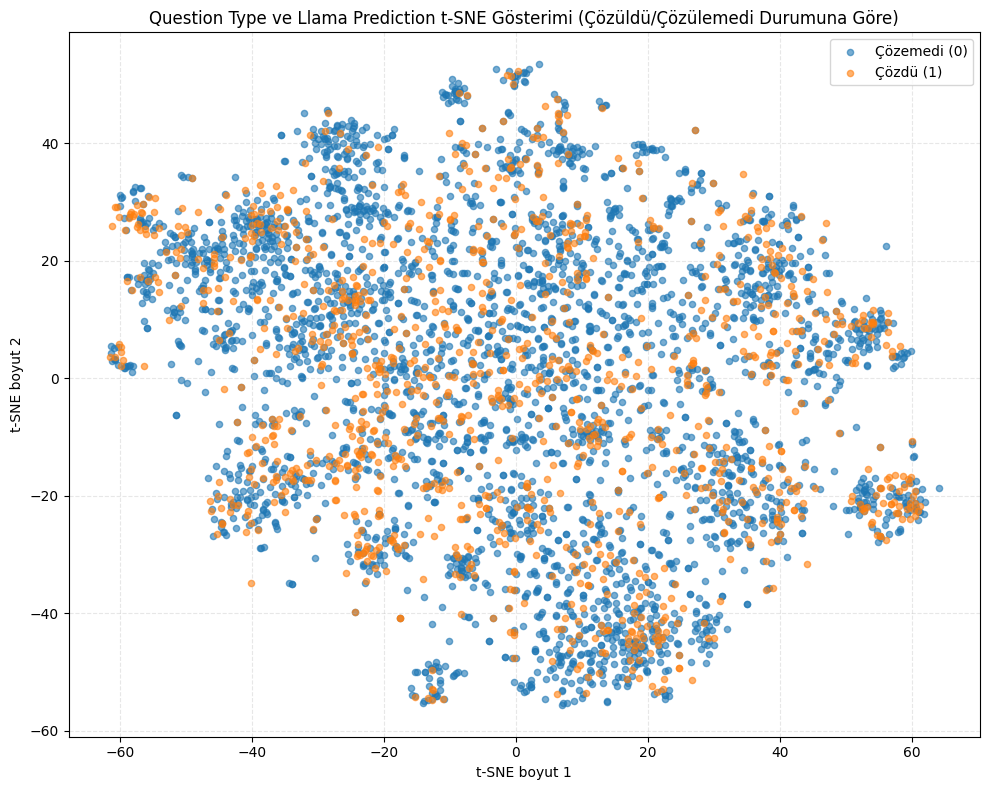 Question Type ve Llama Prediction t-SNE Gösterimi (Çözüldü/Çözülemedi Durumuna Göre)
Çözemedi (0)
Çözdü (1)
t-SNE boyut 2
40
20
0
−20
−40
−60
−60 −40 −20 0 20 40 60
t-SNE boyut 1